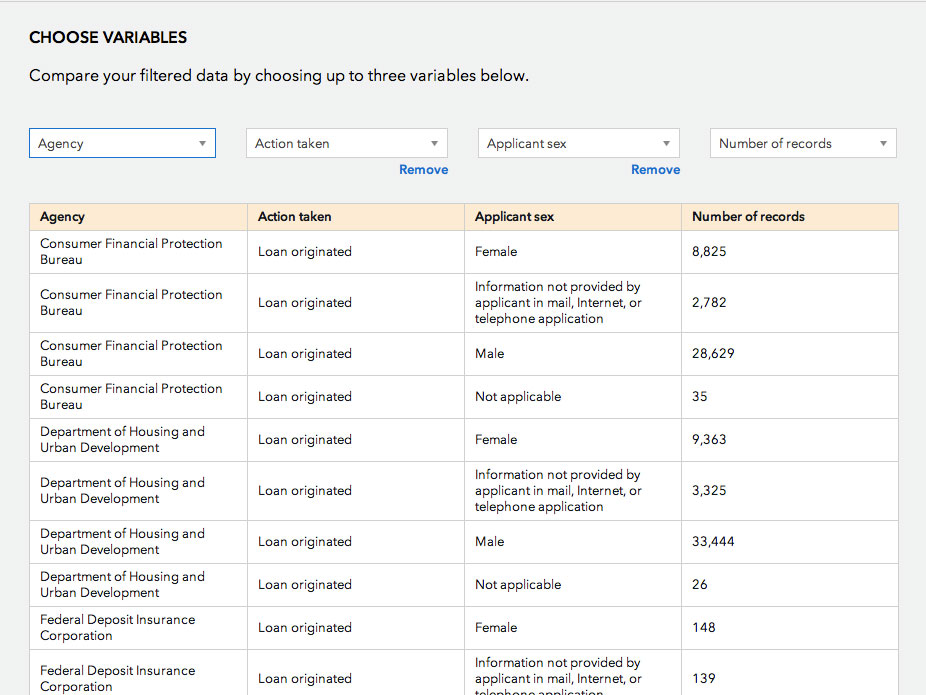 CHOOSE VARIABLES
Compare your filtered data by choosing up to three variables below.
Agency Action taken Applicant sex Number of records
Remove Remove
Agency Action taken Applicant sex Number of records
Consumer Financial Protection
Bureau Loan originated Female 8,825
Consumer Financial Protection
Bureau Loan originated Information not provided by
applicant in mail, Internet, or
telephone application 2,782
Consumer Financial Protection
Bureau Loan originated Male 28,629
Consumer Financial Protection
Bureau Loan originated Not applicable 35
Department of Housing and
Urban Development Loan originated Female 9,363
Department of Housing and
Urban Development Loan originated Information not provided by
applicant in mail, Internet, or
telephone application 3,325
Department of Housing and
Urban Development Loan originated Male 33,444
Department of Housing and
Urban Development Loan originated Not applicable 26
Federal Deposit Insurance
Corporation Loan originated Female 148
Federal Deposit Insurance
Corporation Loan originated Information not provided by
applicant in mail, Internet, or
telephone application 139